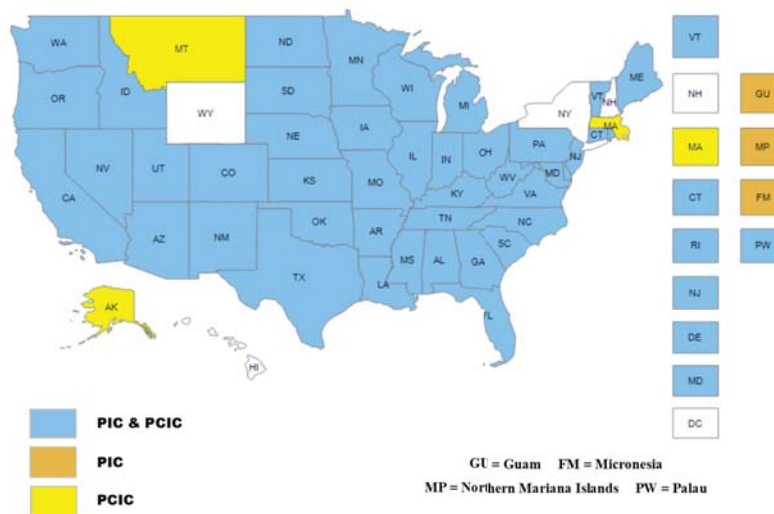 WA
MT
ND
MN
ME
VT
OR
ID
SD
WI
MI
VT
NH
NH
GU
WY
NY
MA
MA
MP
NE
IA
PA
CT
NV
UT
CO
IL
IN
OH
NJ
CT
FM
CA
KS
MO
WV
MD
VA
KY
RI
PW
AZ
NM
OK
AR
TN
NC
SC
NJ
TX
LA
MS
AL
GA
DE
AK
FL
MD
HI
DC
PIC & PCIC
PIC
PCIC
GU = Guam FM = Micronesia
MP = Northern Mariana Islands PW = Palau